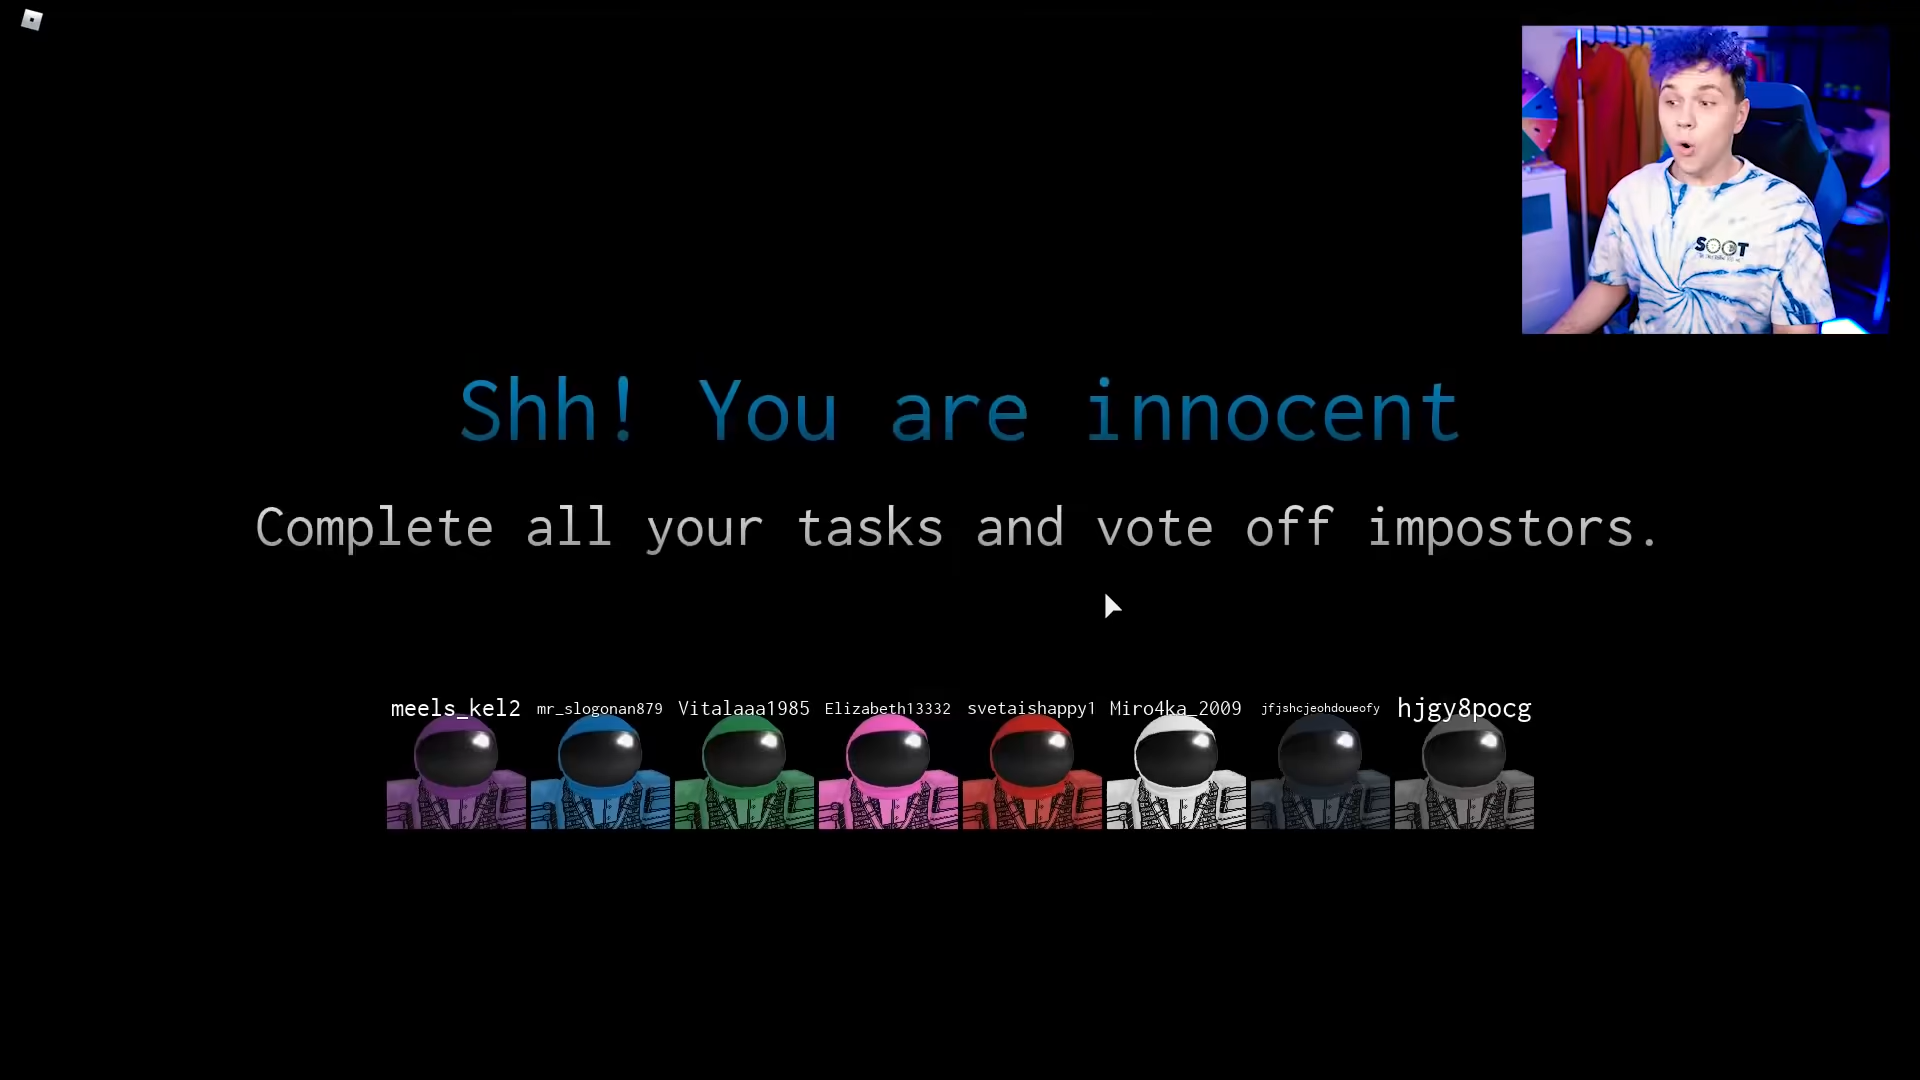 Shh! You are innocent
Complete all your tasks and vote off impostors.
meels_kel2 mr_slogonan879 Vitalaaa1985 Elizabeth13332 svetaishappy1 Miro4ka_2009 jfjshcjeohdoueofy hjgy8pocg
SOOT